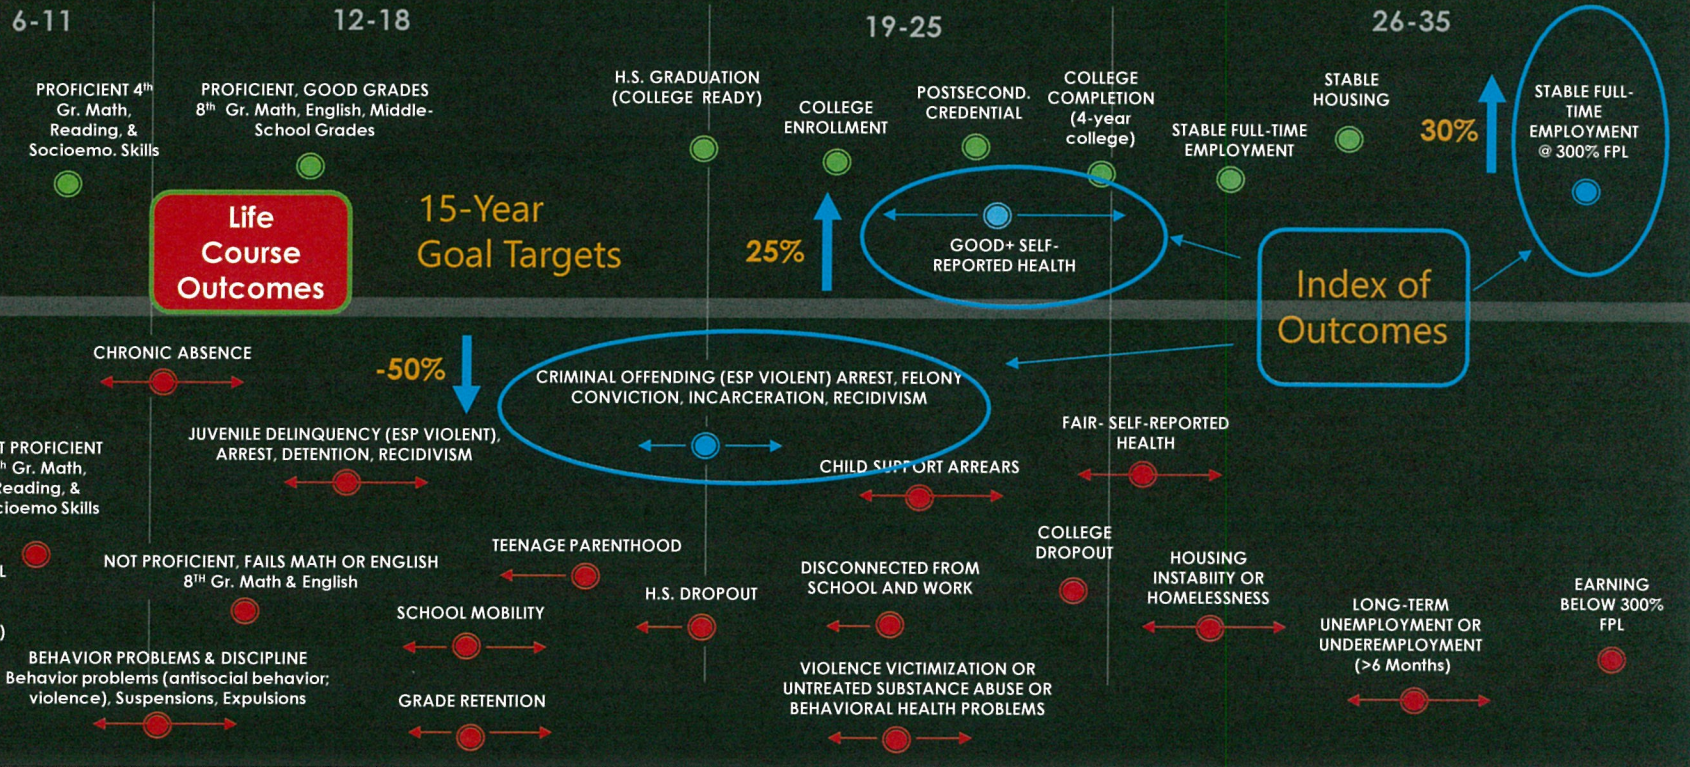 6-11
12-18
19-25
26-35
PROFICIENT 4th
Gr. Math,
Reading, &
Socioemo. Skills
PROFICIENT, GOOD GRADES
8th Gr. Math, English, Middle-
School Grades
H.S. GRADUATION
(COLLEGE READY)
COLLEGE
ENROLLMENT
POSTSECOND.
CREDENTIAL
COLLEGE
COMPLETION
(4-year
college)
STABLE FULL-TIME
EMPLOYMENT
STABLE
HOUSING
30%
STABLE FULL-
TIME
EMPLOYMENT
@ 300% FPL
Life
Course
Outcomes
15-Year
Goal Targets
25%
GOOD+ SELF-
REPORTED HEALTH
Index of
Outcomes
CHRONIC ABSENCE
-50%
CRIMINAL OFFENDING (ESP VIOLENT) ARREST, FELONY
CONVICTION, INCARCERATION, RECIDIVISM
JUVENILE DELINQUENCY (ESP VIOLENT),
ARREST, DETENTION, RECIDIVISM
CHILD SUPPORT ARREARS
FAIR- SELF-REPORTED
HEALTH
T PROFICIENT
h Gr. Math,
eading, &
cioemo Skills
L
)
NOT PROFICIENT, FAILS MATH OR ENGLISH
8TH Gr. Math & English
TEENAGE PARENTHOOD
SCHOOL MOBILITY
H.S. DROPOUT
DISCONNECTED FROM
SCHOOL AND WORK
COLLEGE
DROPOUT
HOUSING
INSTABIITY OR
HOMELESSNESS
LONG-TERM
UNEMPLOYMENT OR
UNDEREMPLOYMENT
(>6 Months)
EARNING
BELOW 300%
FPL
BEHAVIOR PROBLEMS & DISCIPLINE
Behavior problems (antisocial behavior;
violence), Suspensions, Expulsions
GRADE RETENTION
VIOLENCE VICTIMIZATION OR
UNTREATED SUBSTANCE ABUSE OR
BEHAVIORAL HEALTH PROBLEMS